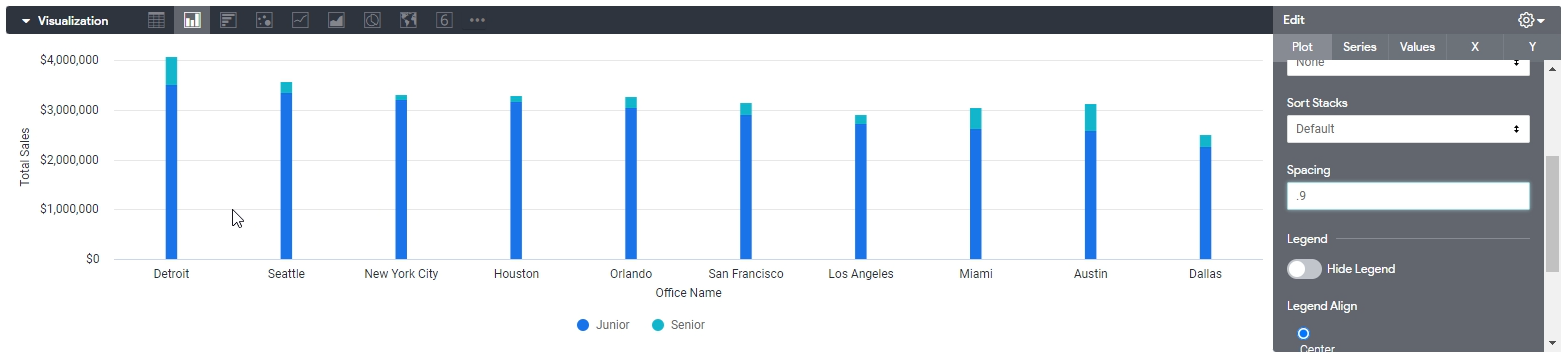 Visualization
6
Edit
Plot Series Values X Y
None
Sort Stacks
Default
Spacing
.9
Legend
Hide Legend
Legend Align
Center
Total Sales
$4,000,000
$3,000,000
$2,000,000
$1,000,000
$0
Detroit Seattle New York City Houston Orlando San Francisco Los Angeles Miami Austin Dallas
Office Name
Junior Senior